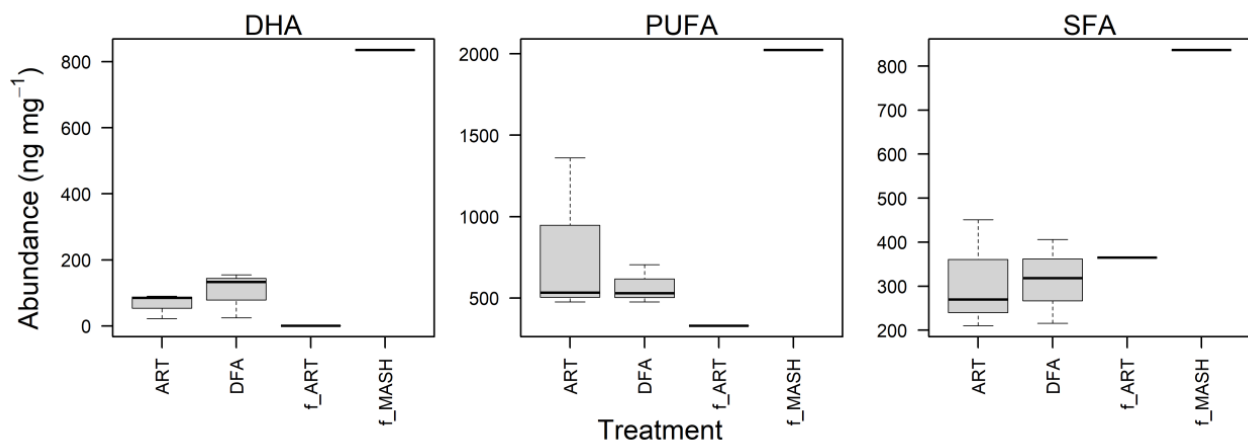 DHA
PUFA
SFA
Abundance (ng mg⁻¹)
800
600
400
200
0
ART
DFA
f_ART
f_MASH
2000
1500
1000
500
ART
DFA
f_ART
f_MASH
800
700
600
500
400
300
200
ART
DFA
f_ART
f_MASH
Treatment